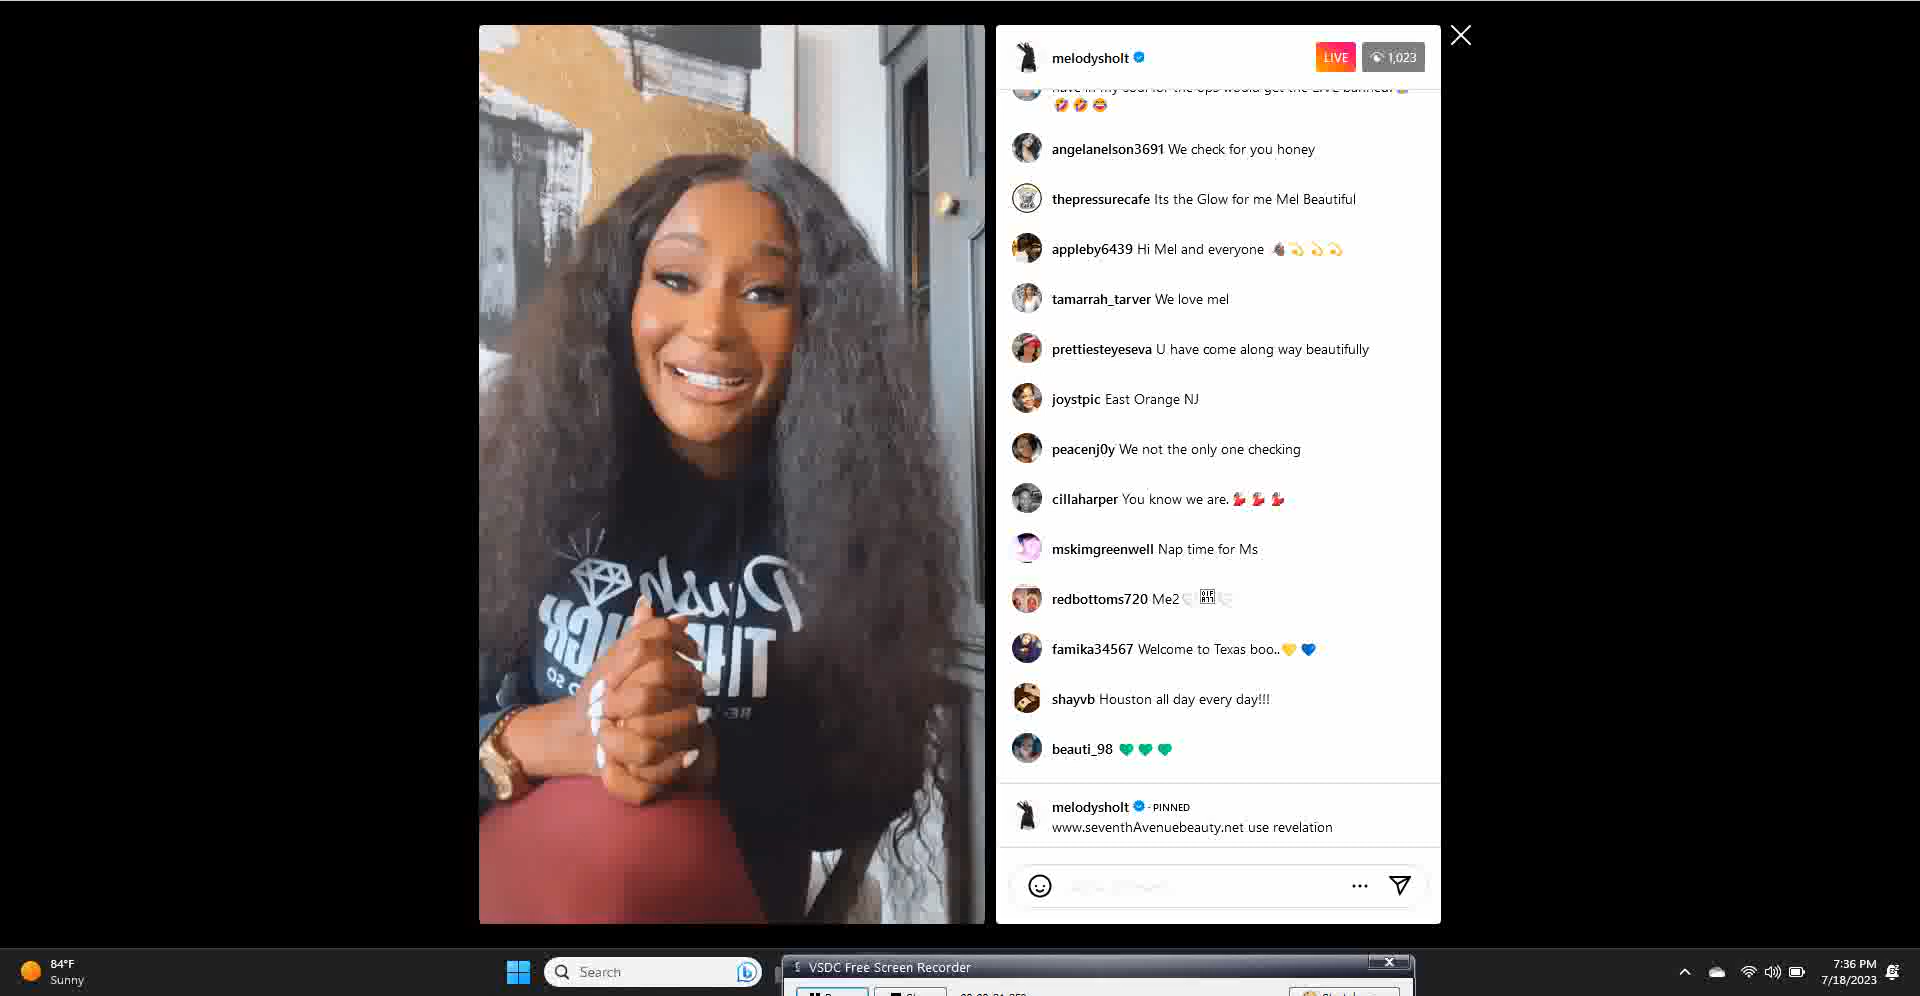 melodysholt
LIVE
1,023
angelanelson3691 We check for you honey
thepressurecafe Its the Glow for me Mel Beautiful
appleby6439 Hi Mel and everyone
tamarrah_tarver We love mel
prettiesteyeseva U have come along way beautifully
joystpic East Orange NJ
peacenj0y We not the only one checking
cillaharper You know we are.
mskimgreenwell Nap time for Ms
redbottoms720 Me2
famika34567 Welcome to Texas boo..
shayvb Houston all day every day!!!
beauti_98
melodysholt · PINNED
www.seventhAvenuebeauty.net use revelation
Push
THE
RE-
84°F
Sunny
Search
VSDC Free Screen Recorder
7:36 PM
7/18/2023